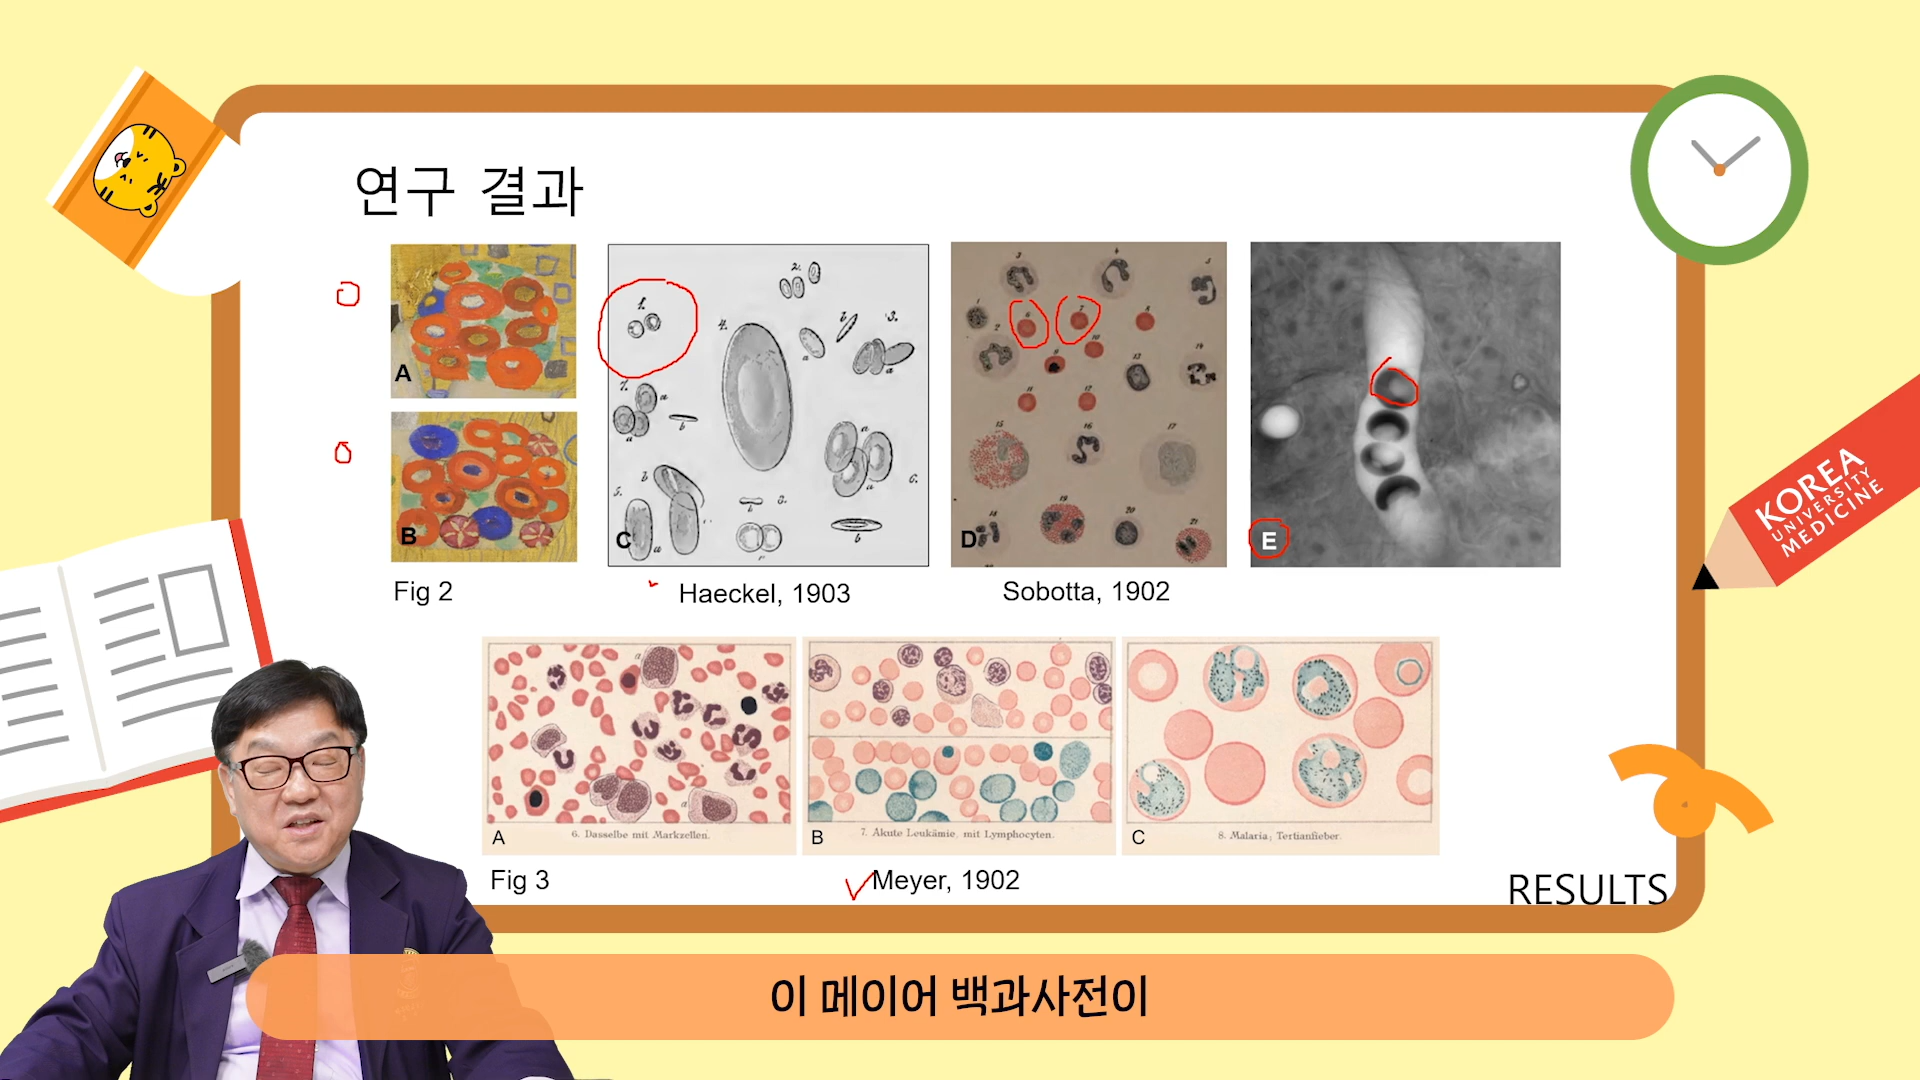 연구 결과
A
B
C
D
E
Fig 2
Haeckel, 1903
Sobotta, 1902
6. Dasselbe mit Markzellen.
7. Akute Leukämie, mit Lymphocyten.
8. Malaria; Tertianfieber.
A
B
C
Fig 3
Meyer, 1902
RESULTS
KOREA
UNIVERSITY
MEDICINE
이 메이어 백과사전이